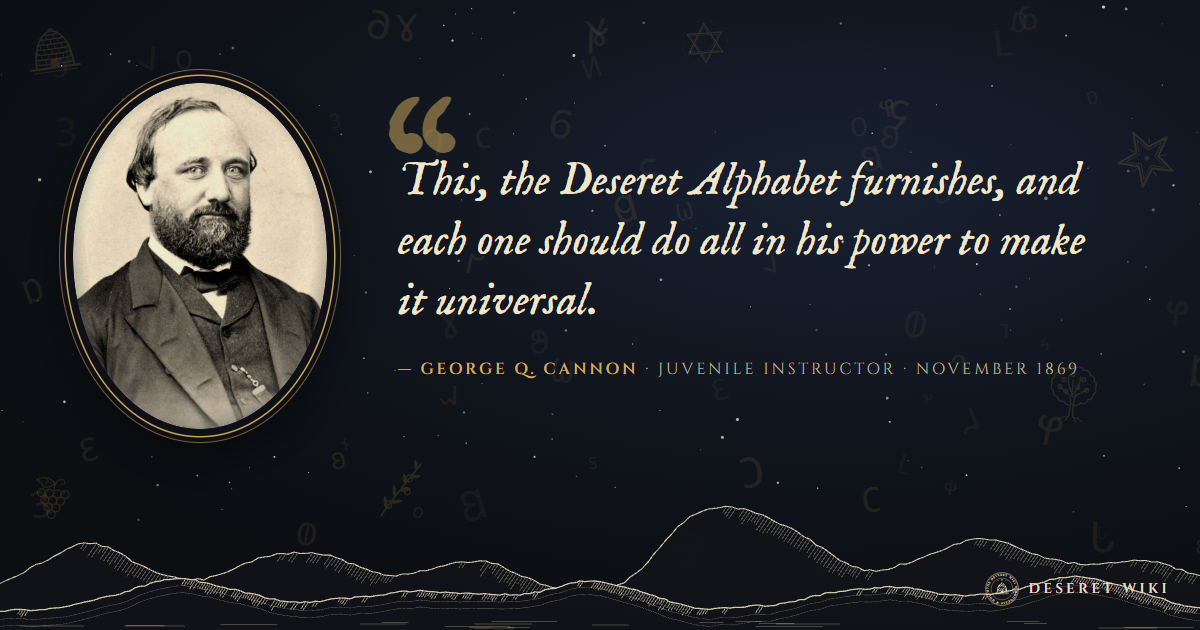 “
This, the Deseret Alphabet furnishes, and
each one should do all in his power to make
it universal.
— GEORGE Q. CANNON · JUVENILE INSTRUCTOR · NOVEMBER 1869
DESERET WIKI